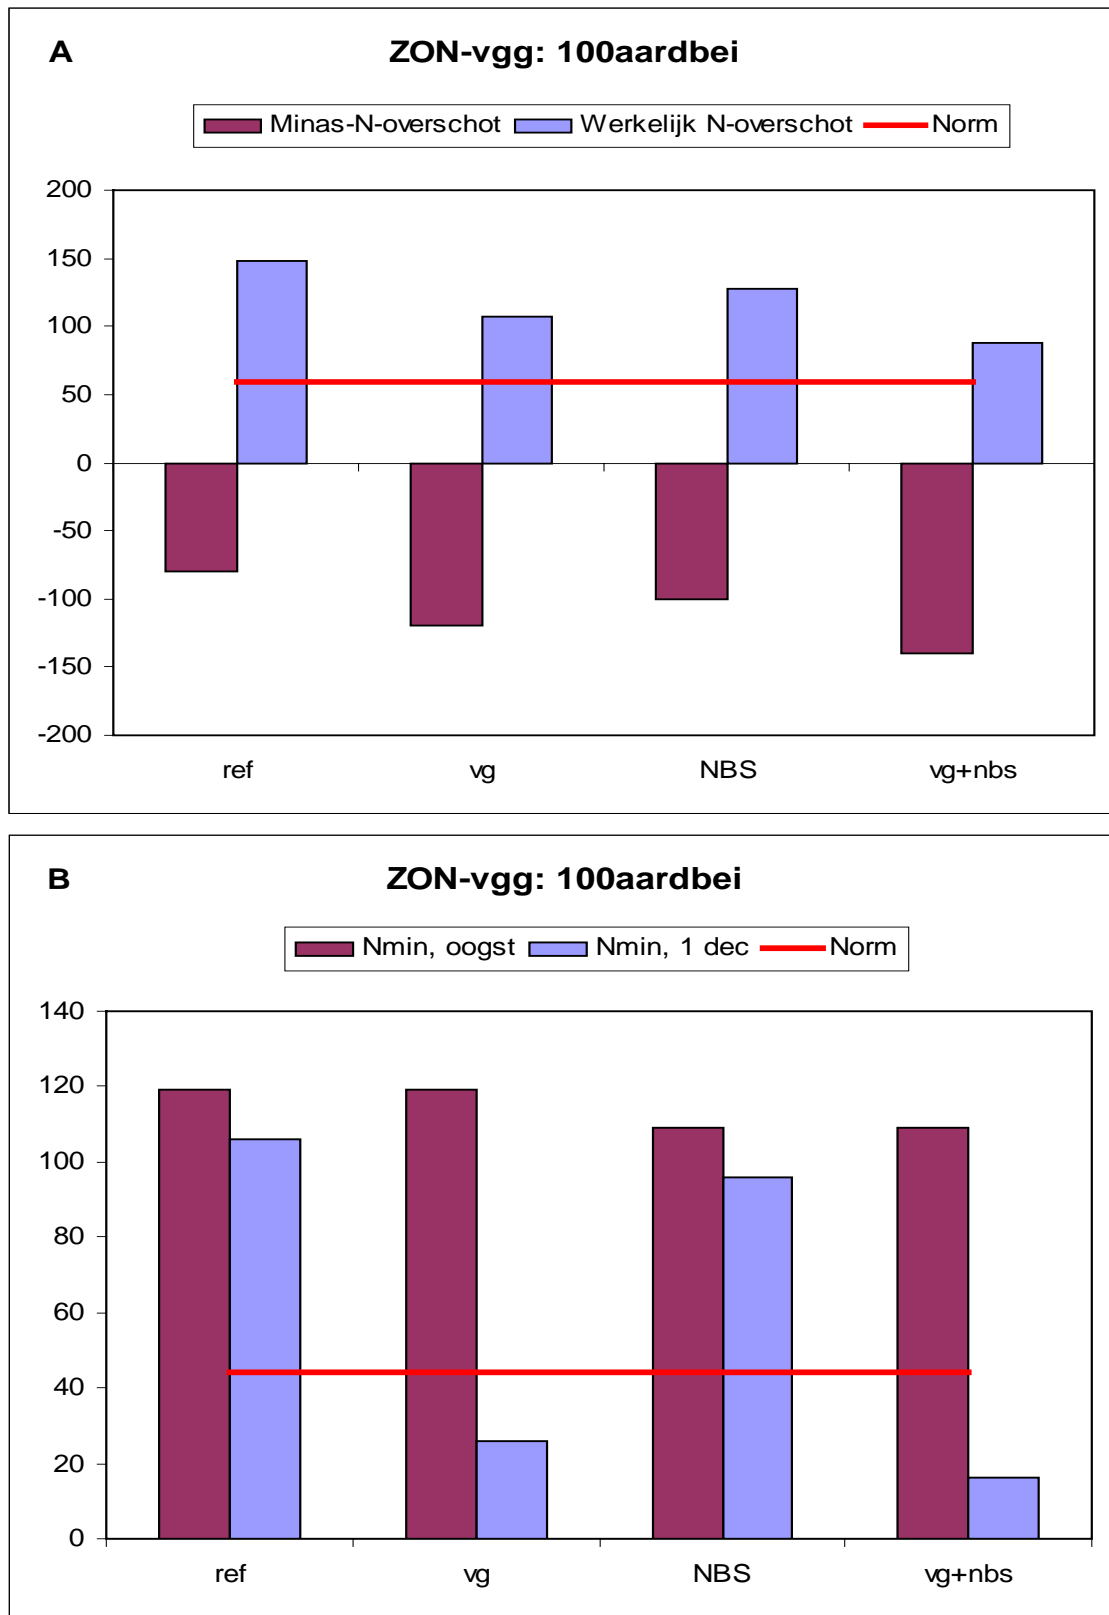 A
ZON-vgg: 100aardbei
Minas-N-overschot Werkelijk N-overschot Norm
200
150
100
50
0
-50
-100
-150
-200
ref vg NBS vg+nbs
B
ZON-vgg: 100aardbei
Nmin, oogst Nmin, 1 dec Norm
140
120
100
80
60
40
20
0
ref vg NBS vg+nbs